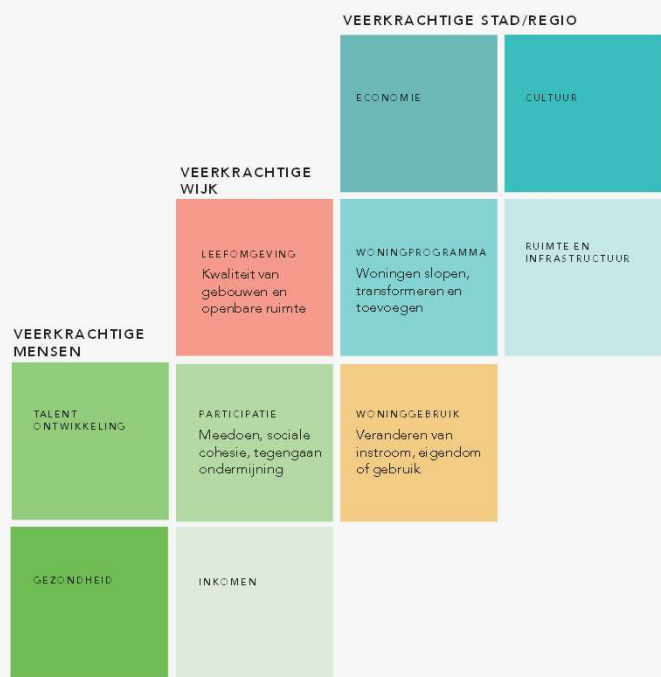 VEERKRACHTIGE STAD/REGIO
ECONOMIE
CULTUUR
VEERKRACHTIGE
WIJK
LEEFOMGEVING
Kwaliteit van
gebouwen en
openbare ruimte
WONINGPROGRAMMA
Woningen slopen,
transformeren en
toevoegen
RUIMTE EN
INFRASTRUCTUUR
VEERKRACHTIGE
MENSEN
TALENT
ONTWIKKELING
PARTICIPATIE
Meedoen, sociale
cohesie, tegengaan
ondermijning
WONINGGEBRUIK
Veranderen van
instroom, eigendom
of gebruik
GEZONDHEID
INKOMEN